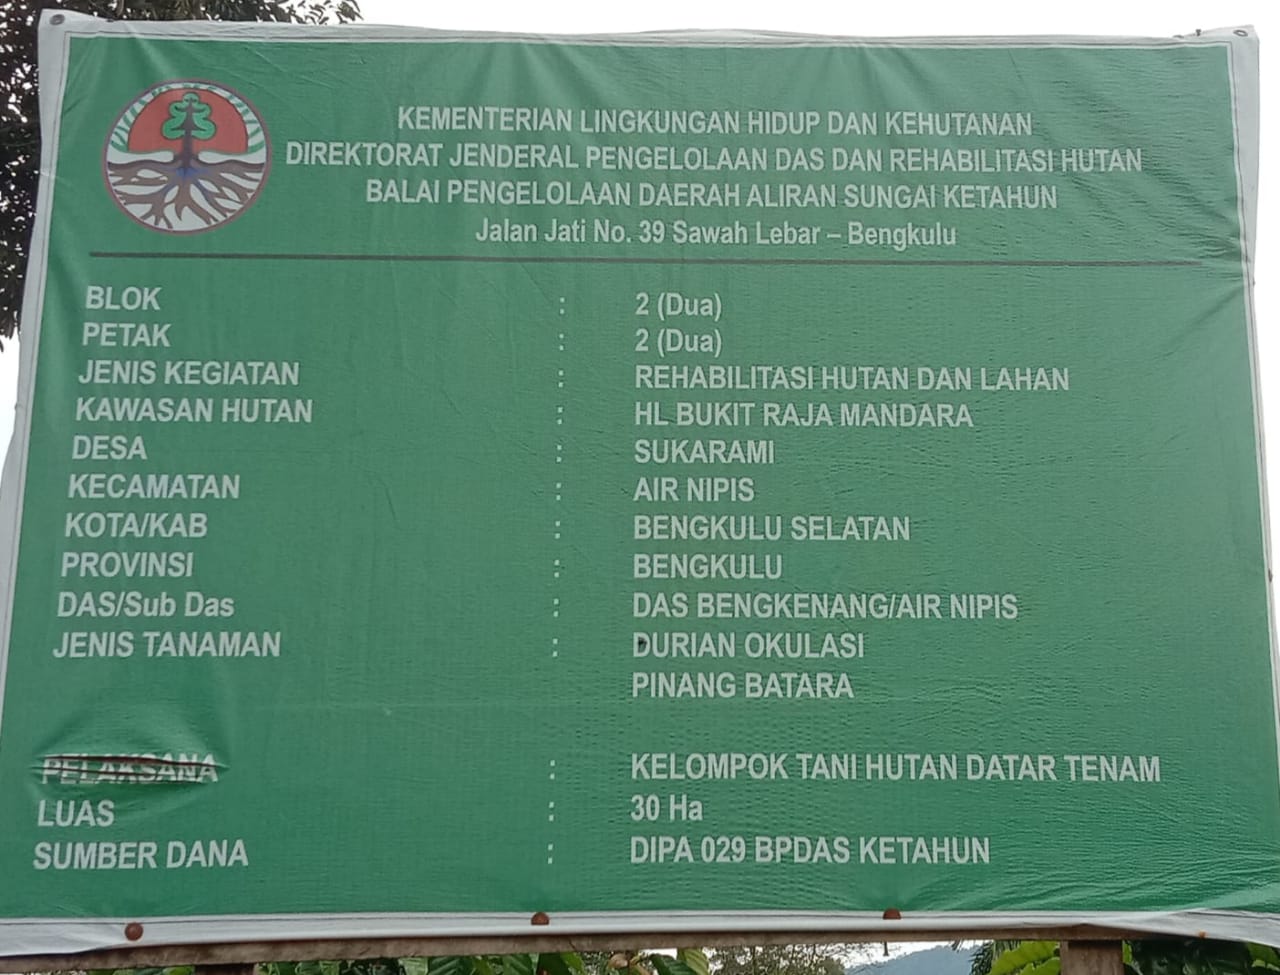 KEMENTERIAN LINGKUNGAN HIDUP DAN KEHUTANAN
DIREKTORAT JENDERAL PENGELOLAAN DAS DAN REHABILITASI HUTAN
BALAI PENGELOLAAN DAERAH ALIRAN SUNGAI KETAHUN
Jalan Jati No. 39 Sawah Lebar – Bengkulu
BLOK : 2 (Dua)
PETAK : 2 (Dua)
JENIS KEGIATAN : REHABILITASI HUTAN DAN LAHAN
KAWASAN HUTAN : HL BUKIT RAJA MANDARA
DESA : SUKARAMI
KECAMATAN : AIR NIPIS
KOTA/KAB : BENGKULU SELATAN
PROVINSI : BENGKULU
DAS/Sub Das : DAS BENGKENANG/AIR NIPIS
JENIS TANAMAN : DURIAN OKULASI
PINANG BATARA
PELAKSANA : KELOMPOK TANI HUTAN DATAR TENAM
LUAS : 30 Ha
SUMBER DANA : DIPA 029 BPDAS KETAHUN